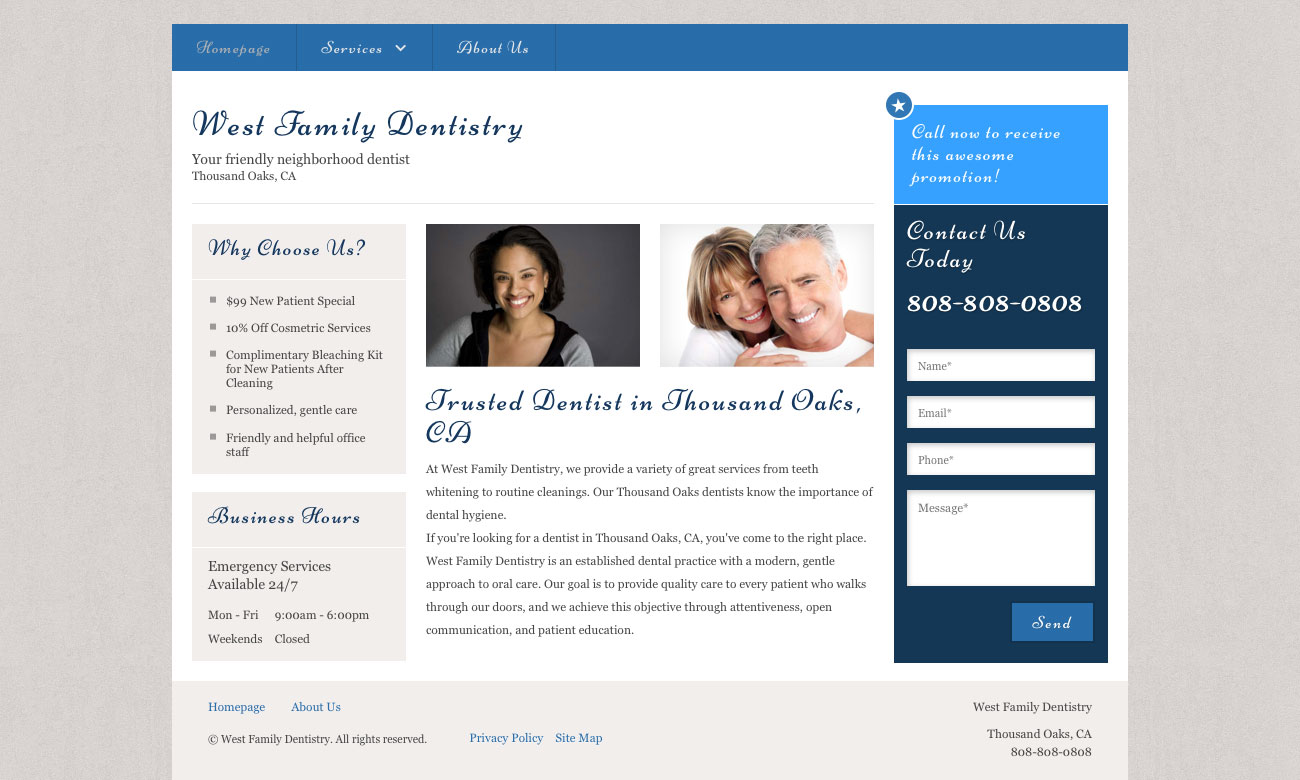 Homepage
Services
About Us
West Family Dentistry
Your friendly neighborhood dentist
Thousand Oaks, CA
Call now to receive
this awesome
promotion!
Why Choose Us?
$99 New Patient Special
10% Off Cosmetric Services
Complimentary Bleaching Kit
for New Patients After
Cleaning
Personalized, gentle care
Friendly and helpful office
staff
Business Hours
Emergency Services
Available 24/7
Mon - Fri 9:00am - 6:00pm
Weekends Closed
Trusted Dentist in Thousand Oaks,
CA
At West Family Dentistry, we provide a variety of great services from teeth
whitening to routine cleanings. Our Thousand Oaks dentists know the importance of
dental hygiene.
If you're looking for a dentist in Thousand Oaks, CA, you've come to the right place.
West Family Dentistry is an established dental practice with a modern, gentle
approach to oral care. Our goal is to provide quality care to every patient who walks
through our doors, and we achieve this objective through attentiveness, open
communication, and patient education.
Contact Us
Today
808-808-0808
Name*
Email*
Phone*
Message*
Send
Homepage About Us
© West Family Dentistry. All rights reserved.
Privacy Policy Site Map
West Family Dentistry
Thousand Oaks, CA
808-808-0808